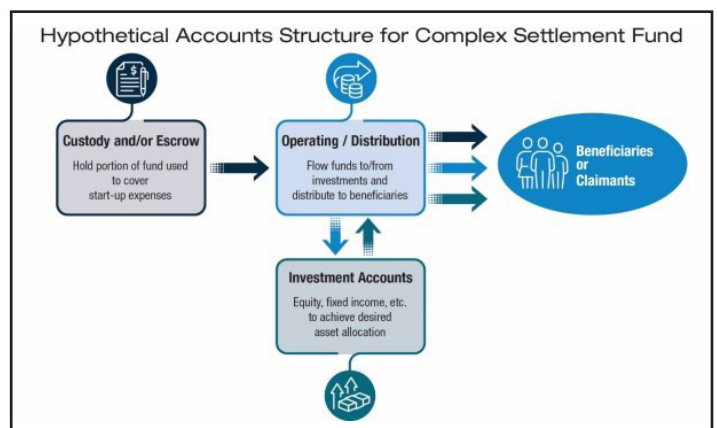 Hypothetical Accounts Structure for Complex Settlement Fund
Custody and/or Escrow
Hold portion of fund used
to cover
start-up expenses
Operating / Distribution
Flow funds to/from
investments and
distribute to beneficiaries
Beneficiaries
or
Claimants
Investment Accounts
Equity, fixed income, etc.
to achieve desired
asset allocation